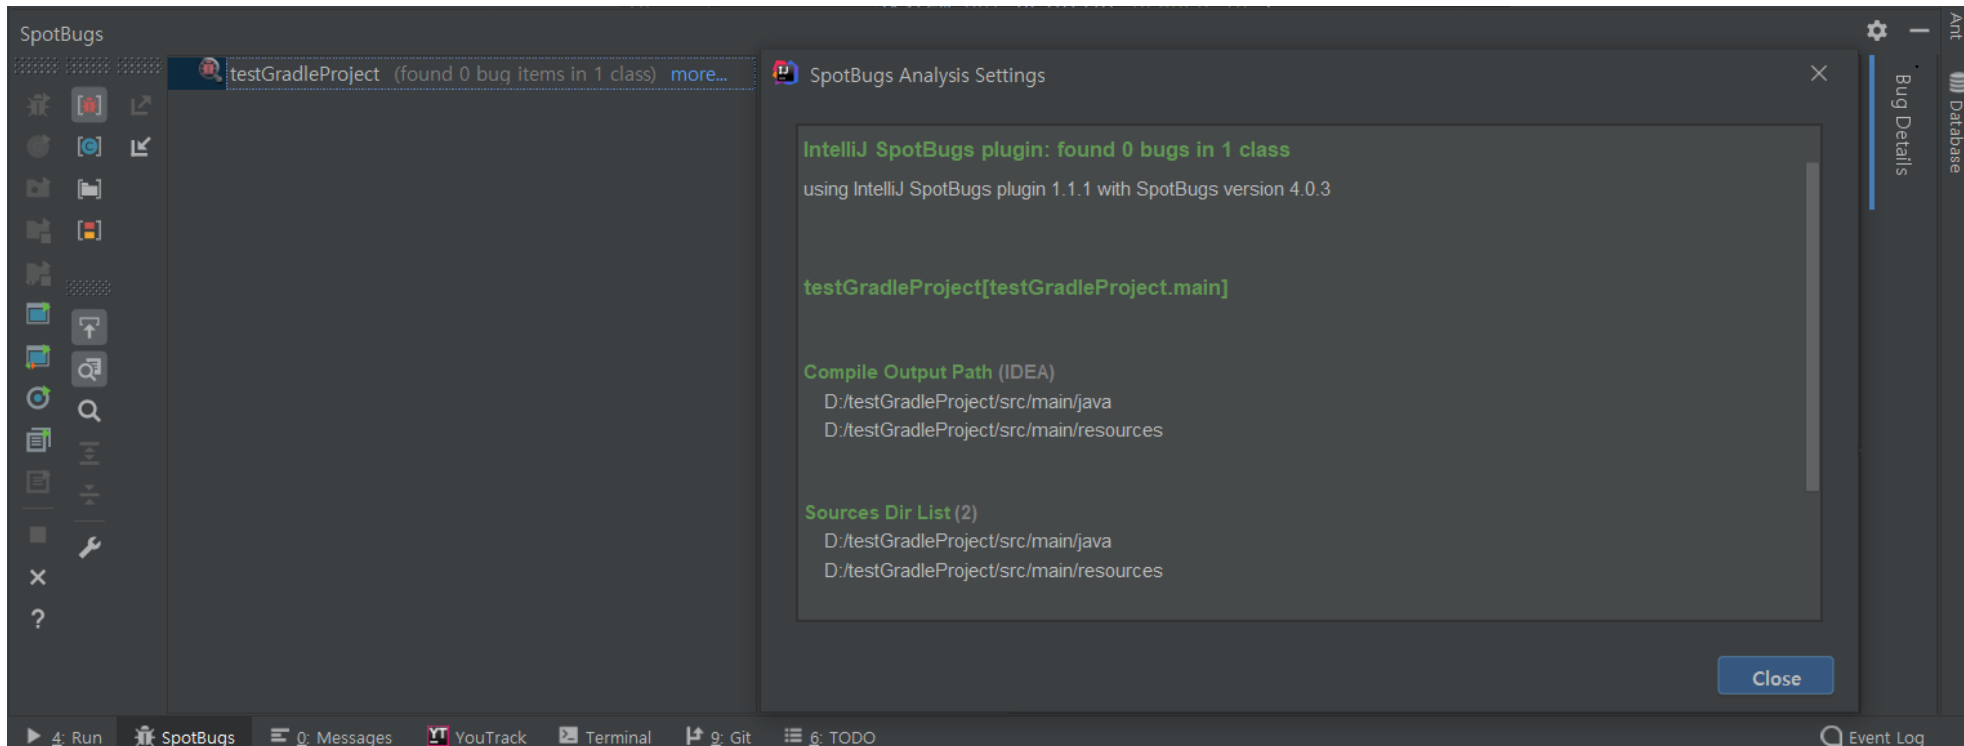 SpotBugs
testGradleProject (found 0 bug items in 1 class) more...
SpotBugs Analysis Settings
IntelliJ SpotBugs plugin: found 0 bugs in 1 class
using IntelliJ SpotBugs plugin 1.1.1 with SpotBugs version 4.0.3
testGradleProject[testGradleProject.main]
Compile Output Path (IDEA)
D:/testGradleProject/src/main/java
D:/testGradleProject/src/main/resources
Sources Dir List (2)
D:/testGradleProject/src/main/java
D:/testGradleProject/src/main/resources
Close
Bug Details
Ant
Database
4: Run
SpotBugs
0: Messages
YT YouTrack
Terminal
9: Git
6: TODO
Event Log